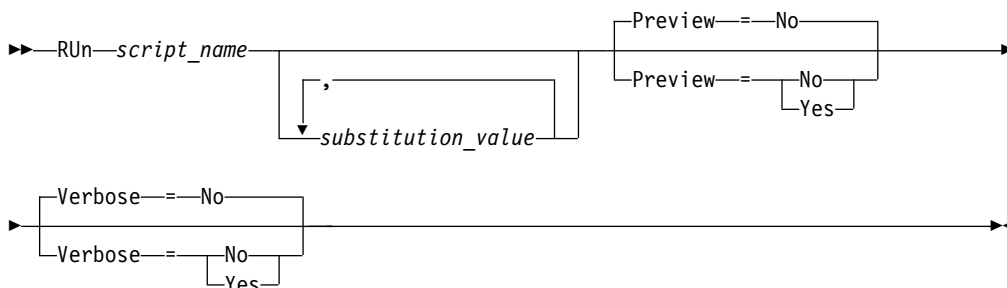 Preview = No
RUn script_name
,
Preview = No
Yes
substitution_value
Verbose = No
Verbose = No
Yes